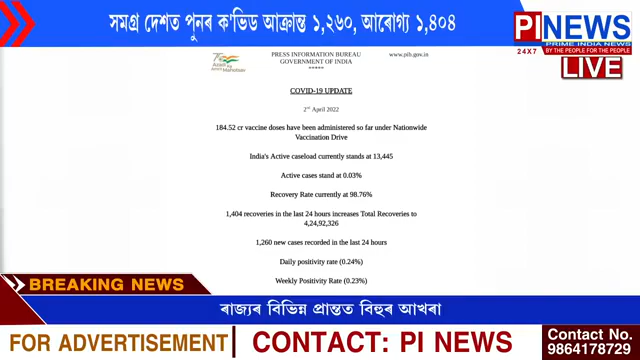 সমগ্ৰ দেশত পুনৰ ক'ভিড আক্ৰান্ত ১,২৬০, আৰোগ্য ১,৪০৪
PI NEWS
PRIME INDIA NEWS
24X7 BY THE PEOPLE FOR THE PEOPLE
LIVE
Azadi Ka
Amrit Mahotsav
PRESS INFORMATION BUREAU
GOVERNMENT OF INDIA
*****
www.pib.gov.in
COVID-19 UPDATE
2nd April 2022
184.52 cr vaccine doses have been administered so far under Nationwide
Vaccination Drive
India's Active caseload currently stands at 13,445
Active cases stand at 0.03%
Recovery Rate currently at 98.76%
1,404 recoveries in the last 24 hours increases Total Recoveries to
4,24,92,326
1,260 new cases recorded in the last 24 hours
Daily positivity rate (0.24%)
Weekly Positivity Rate (0.23%)
BREAKING NEWS
ৰাজ্যৰ বিভিন্ন প্ৰান্তত বিহুৰ আখৰা
FOR ADVERTISEMENT
CONTACT: PI NEWS
Contact No.
9864178729